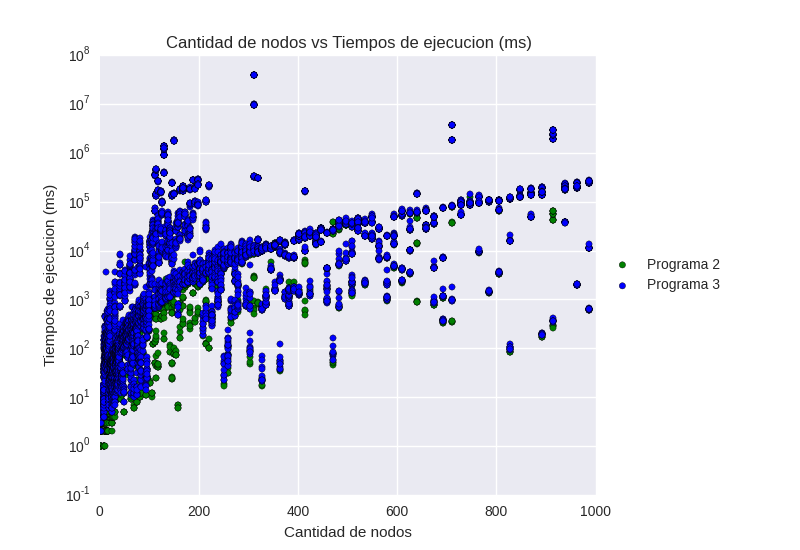 Cantidad de nodos vs Tiempos de ejecucion (ms)
10^8
10^7
10^6
10^5
10^4
10^3
10^2
10^1
10^0
10^-1
Tiempos de ejecucion (ms)
0 200 400 600 800 1000
Cantidad de nodos
Programa 2
Programa 3